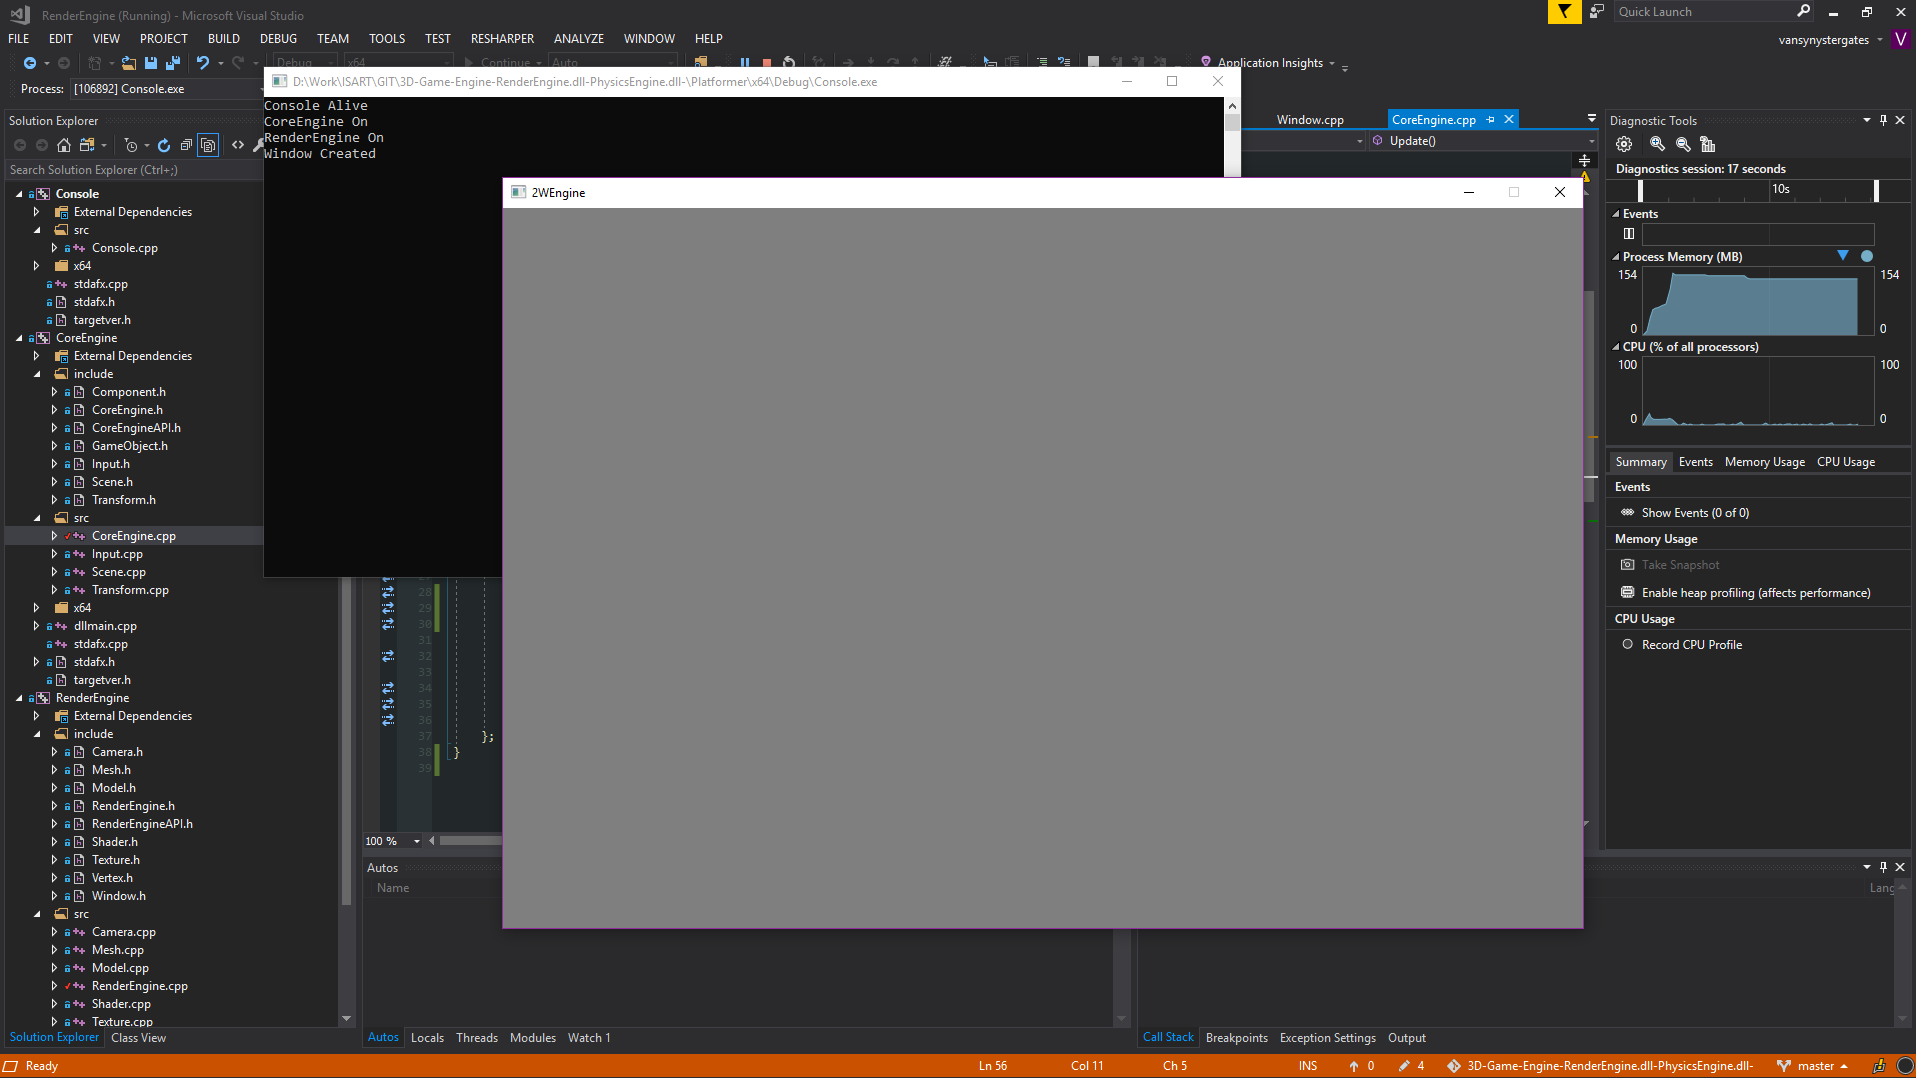 RenderEngine (Running) - Microsoft Visual Studio
Quick Launch
FILE EDIT VIEW PROJECT BUILD DEBUG TEAM TOOLS TEST RESHARPER ANALYZE WINDOW HELP
vansynystergates V
Debug x64 Continue Auto Application Insights
Process: [106892] Console.exe
D:\Work\ISART\GIT\3D-Game-Engine-RenderEngine.dll-PhysicsEngine.dll-\Platformer\x64\Debug\Console.exe
Console Alive
CoreEngine On
RenderEngine On
Window Created
Solution Explorer
Search Solution Explorer (Ctrl+;)
Console
External Dependencies
src
Console.cpp
x64
stdafx.cpp
stdafx.h
targetver.h
CoreEngine
External Dependencies
include
Component.h
CoreEngine.h
CoreEngineAPI.h
GameObject.h
Input.h
Scene.h
Transform.h
src
CoreEngine.cpp
Input.cpp
Scene.cpp
Transform.cpp
x64
dllmain.cpp
stdafx.cpp
stdafx.h
targetver.h
RenderEngine
External Dependencies
include
Camera.h
Mesh.h
Model.h
RenderEngine.h
RenderEngineAPI.h
Shader.h
Texture.h
Vertex.h
Window.h
src
Camera.cpp
Mesh.cpp
Model.cpp
RenderEngine.cpp
Shader.cpp
Texture.cpp
Solution Explorer Class View
Window.cpp CoreEngine.cpp
Update()
2WEngine
28
29
30
31
32
33
34
35
36
37 };
38 }
39
100 %
Autos
Name
Lang
Autos Locals Threads Modules Watch 1
Call Stack Breakpoints Exception Settings Output
Diagnostic Tools
Diagnostics session: 17 seconds
10s
Events
Process Memory (MB)
154 154
0 0
CPU (% of all processors)
100 100
0 0
Summary Events Memory Usage CPU Usage
Events
Show Events (0 of 0)
Memory Usage
Take Snapshot
Enable heap profiling (affects performance)
CPU Usage
Record CPU Profile
Ready Ln 56 Col 11 Ch 5 INS 0 4 3D-Game-Engine-RenderEngine.dll-PhysicsEngine.dll- master